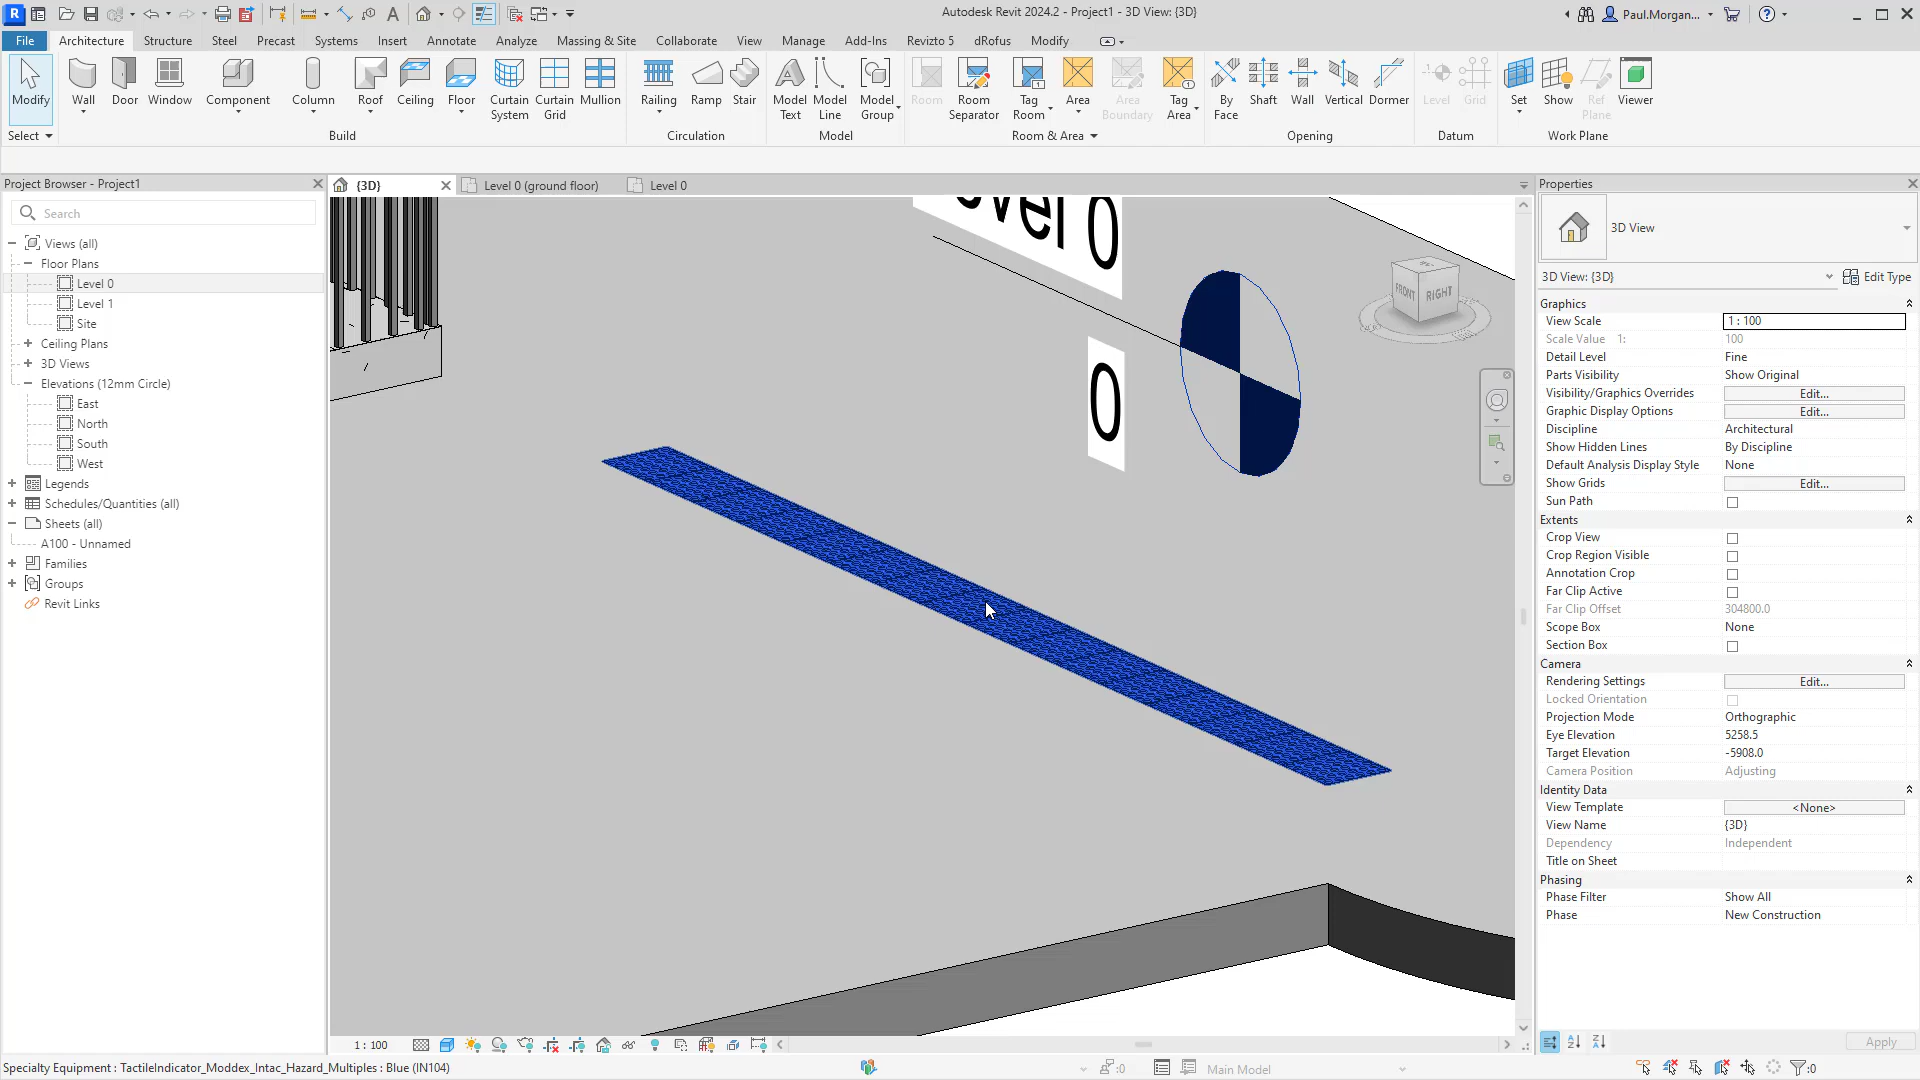 Autodesk Revit 2024.2 - Project1 - 3D View: {3D}
Paul.Morgan...
File
Architecture
Structure
Steel
Precast
Systems
Insert
Annotate
Analyze
Massing & Site
Collaborate
View
Manage
Add-Ins
Revizto 5
dRofus
Modify
Modify
Wall
Door
Window
Component
Column
Roof
Ceiling
Floor
Curtain System
Curtain Grid
Mullion
Railing
Ramp
Stair
Model Text
Model Line
Model Group
Room
Room Separator
Tag Room
Area
Area Boundary
Tag Area
By Face
Shaft
Wall
Vertical
Dormer
Level
Grid
Set
Show
Ref Plane
Viewer
Select
Build
Circulation
Model
Room & Area
Opening
Datum
Work Plane
Project Browser - Project1
Search
Views (all)
Floor Plans
Level 0
Level 1
Site
Ceiling Plans
3D Views
Elevations (12mm Circle)
East
North
South
West
Legends
Schedules/Quantities (all)
Sheets (all)
A100 - Unnamed
Families
Groups
Revit Links
{3D}
Level 0 (ground floor)
Level 0
Level 0
0
FRONT
RIGHT
Properties
3D View
3D View: {3D}
Edit Type
Graphics
View Scale 1 : 100
Scale Value 1: 100
Detail Level Fine
Parts Visibility Show Original
Visibility/Graphics Overrides Edit...
Graphic Display Options Edit...
Discipline Architectural
Show Hidden Lines By Discipline
Default Analysis Display Style None
Show Grids Edit...
Sun Path
Extents
Crop View
Crop Region Visible
Annotation Crop
Far Clip Active
Far Clip Offset 304800.0
Scope Box None
Section Box
Camera
Rendering Settings Edit...
Locked Orientation
Projection Mode Orthographic
Eye Elevation 5258.5
Target Elevation -5908.0
Camera Position Adjusting
Identity Data
View Template <None>
View Name {3D}
Dependency Independent
Title on Sheet
Phasing
Phase Filter Show All
Phase New Construction
Apply
1 : 100
Specialty Equipment : TactileIndicator_Moddex_Intac_Hazard_Multiples : Blue (IN104)
:0
Main Model
:0